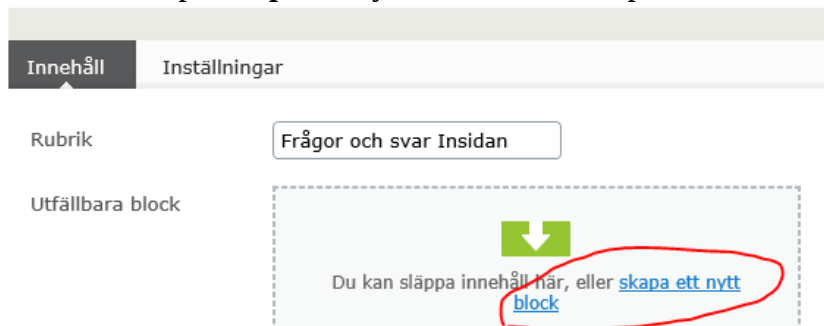 Innehåll Inställningar
Rubrik Frågor och svar Insidan
Utfällbara block
Du kan släppa innehåll här, eller skapa ett nytt
block